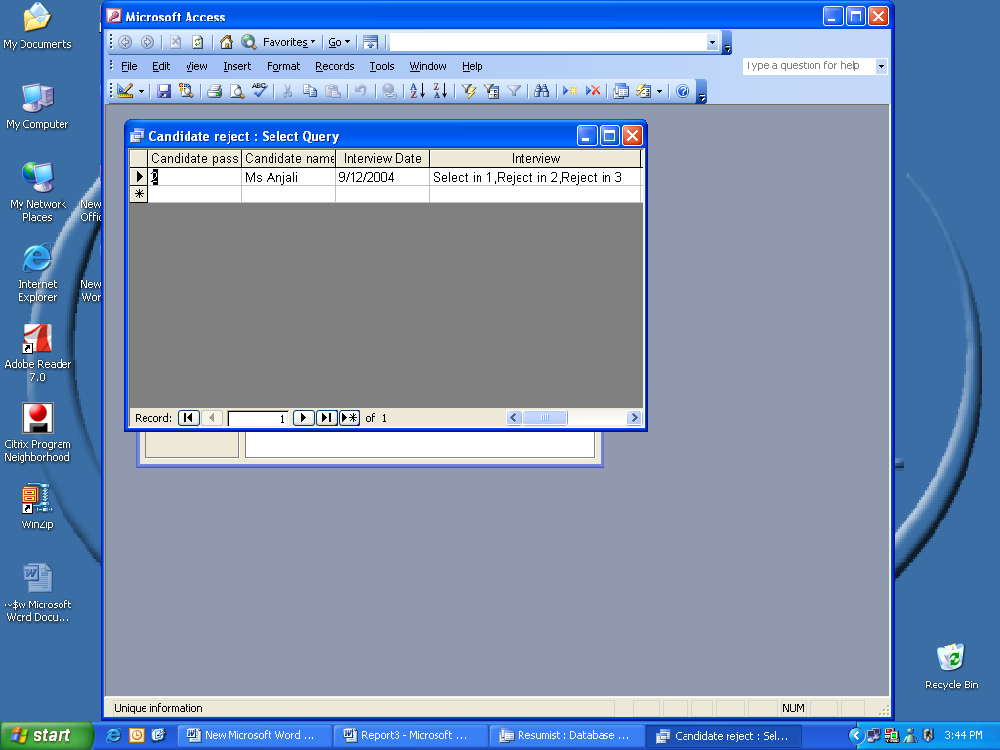 Microsoft Access
Favorites Go
File Edit View Insert Format Records Tools Window Help
Type a question for help
Candidate reject : Select Query
Candidate pass Candidate name Interview Date Interview
2 Ms Anjali 9/12/2004 Select in 1,Reject in 2,Reject in 3
Record: 1 of 1
Unique information
NUM
My Documents
My Computer
My Network
Places
New
Offi
Internet
Explorer
New
Wor
Adobe Reader
7.0
Citrix Program
Neighborhood
WinZip
~$w Microsoft
Word Docu...
Recycle Bin
start
New Microsoft Word ...
Report3 - Microsoft ...
Resumist : Database ...
Candidate reject : Sel...
3:44 PM